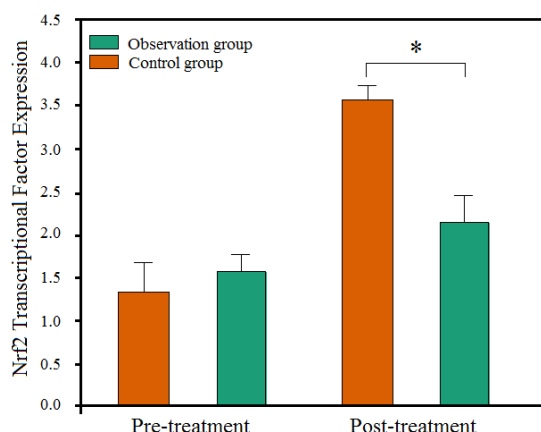 Nrf2 Transcriptional Factor Expression
4.5
4.0
3.5
3.0
2.5
2.0
1.5
1.0
0.5
0.0
Observation group
Control group
*
Pre-treatment
Post-treatment